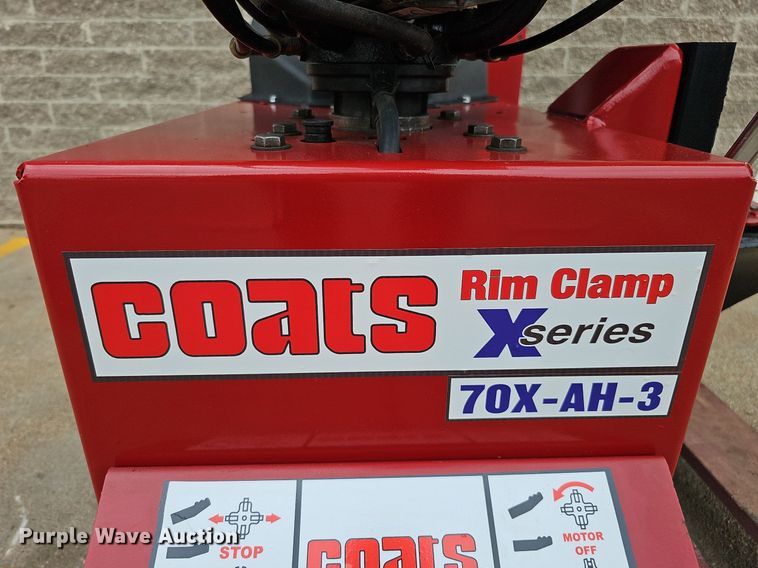 coats
Rim Clamp
Xseries
70X-AH-3
STOP
coats
MOTOR
OFF
Purple Wave Auction